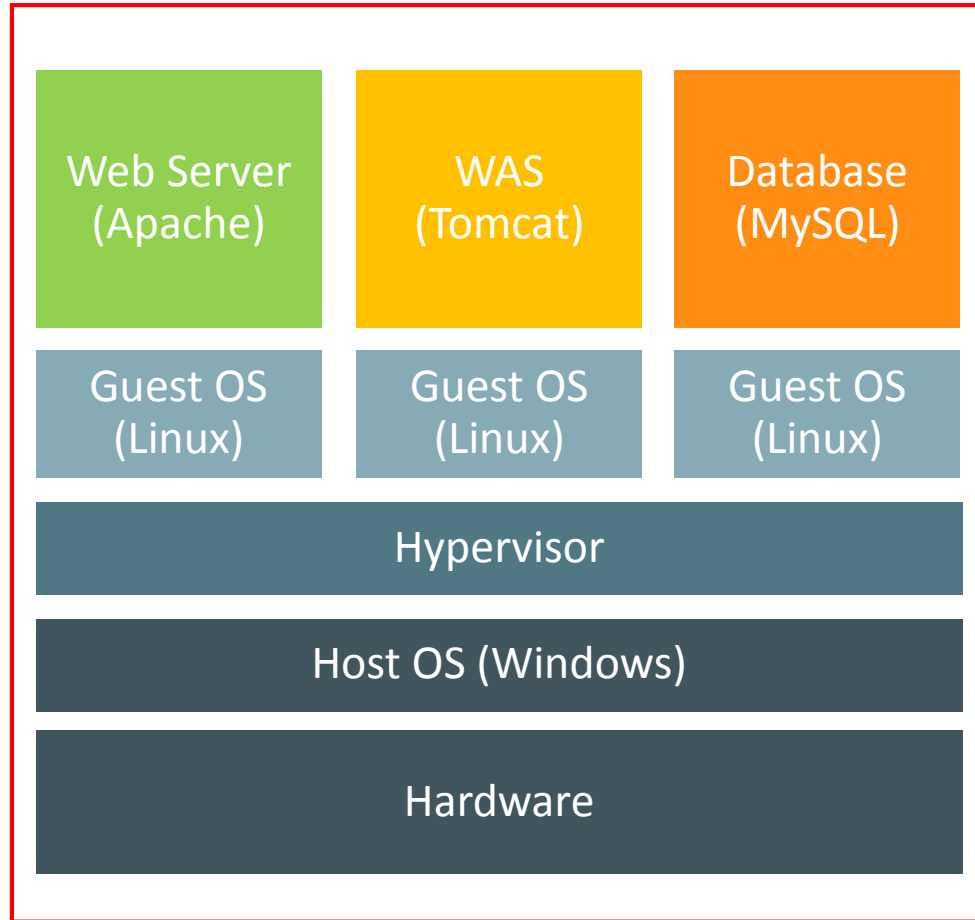 Web Server
(Apache)
WAS
(Tomcat)
Database
(MySQL)
Guest OS
(Linux)
Guest OS
(Linux)
Guest OS
(Linux)
Hypervisor
Host OS (Windows)
Hardware